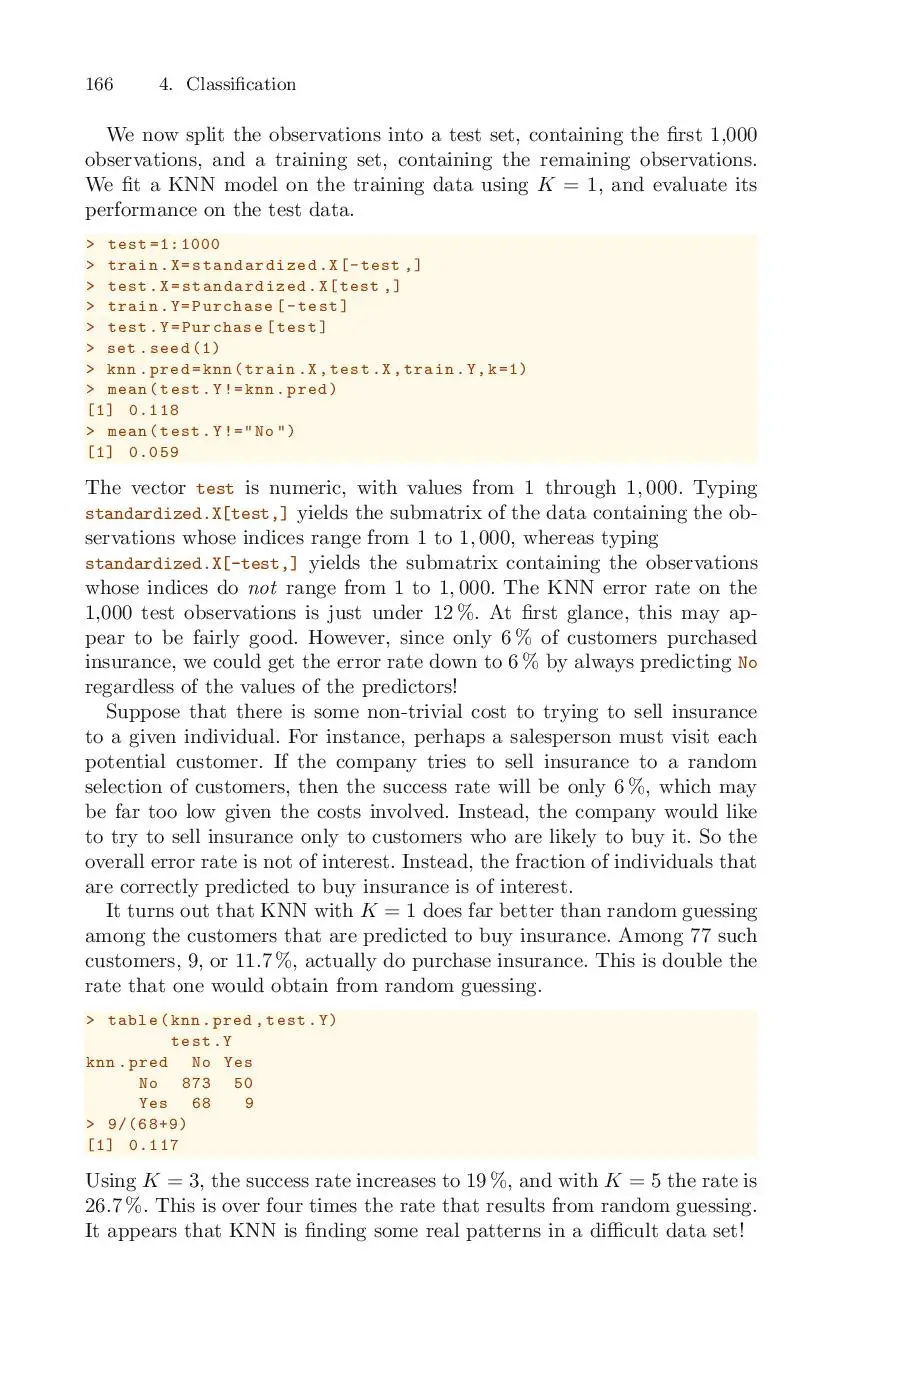 166 4. Classification
We now split the observations into a test set, containing the first 1,000
observations, and a training set, containing the remaining observations.
We fit a KNN model on the training data using K = 1, and evaluate its
performance on the test data.
> test=1:1000
> train.X=standardized.X[-test ,]
> test.X=standardized.X[test ,]
> train.Y=Purchase [-test]
> test.Y=Purchase [test]
> set.seed(1)
> knn.pred=knn(train.X,test.X,train.Y,k=1)
> mean(test.Y!=knn.pred)
[1] 0.118
> mean(test.Y!="No")
[1] 0.059
The vector test is numeric, with values from 1 through 1, 000. Typing
standardized.X[test,] yields the submatrix of the data containing the ob-
servations whose indices range from 1 to 1, 000, whereas typing
standardized.X[-test,] yields the submatrix containing the observations
whose indices do not range from 1 to 1, 000. The KNN error rate on the
1,000 test observations is just under 12 %. At first glance, this may ap-
pear to be fairly good. However, since only 6 % of customers purchased
insurance, we could get the error rate down to 6 % by always predicting No
regardless of the values of the predictors!
Suppose that there is some non-trivial cost to trying to sell insurance
to a given individual. For instance, perhaps a salesperson must visit each
potential customer. If the company tries to sell insurance to a random
selection of customers, then the success rate will be only 6 %, which may
be far too low given the costs involved. Instead, the company would like
to try to sell insurance only to customers who are likely to buy it. So the
overall error rate is not of interest. Instead, the fraction of individuals that
are correctly predicted to buy insurance is of interest.
It turns out that KNN with K = 1 does far better than random guessing
among the customers that are predicted to buy insurance. Among 77 such
customers, 9, or 11.7 %, actually do purchase insurance. This is double the
rate that one would obtain from random guessing.
> table(knn.pred ,test.Y)
test.Y
knn.pred No Yes
No 873 50
Yes 68 9
> 9/(68+9)
[1] 0.117
Using K = 3, the success rate increases to 19 %, and with K = 5 the rate is
26.7 %. This is over four times the rate that results from random guessing.
It appears that KNN is finding some real patterns in a difficult data set!